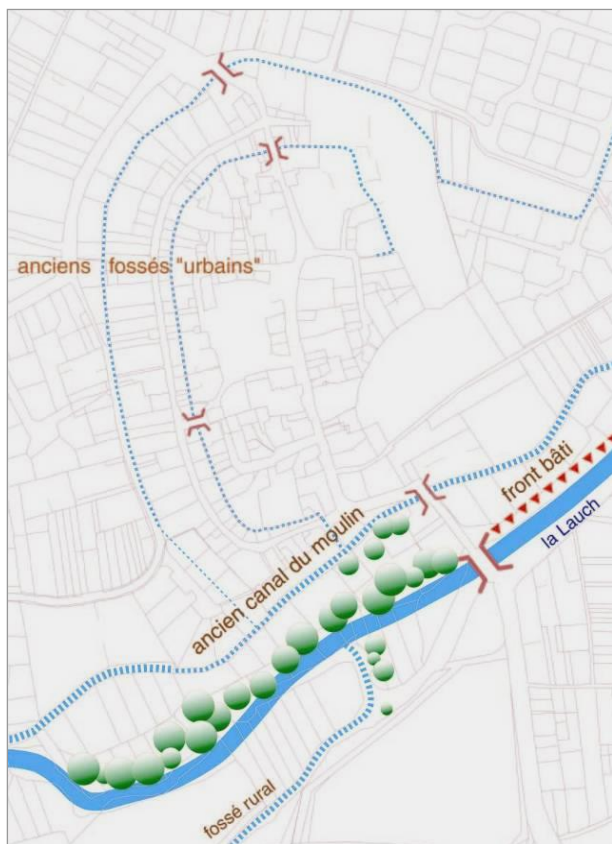 anciens fossés "urbains"
front bâti
la Lauch
ancien canal du moulin
fossé rural